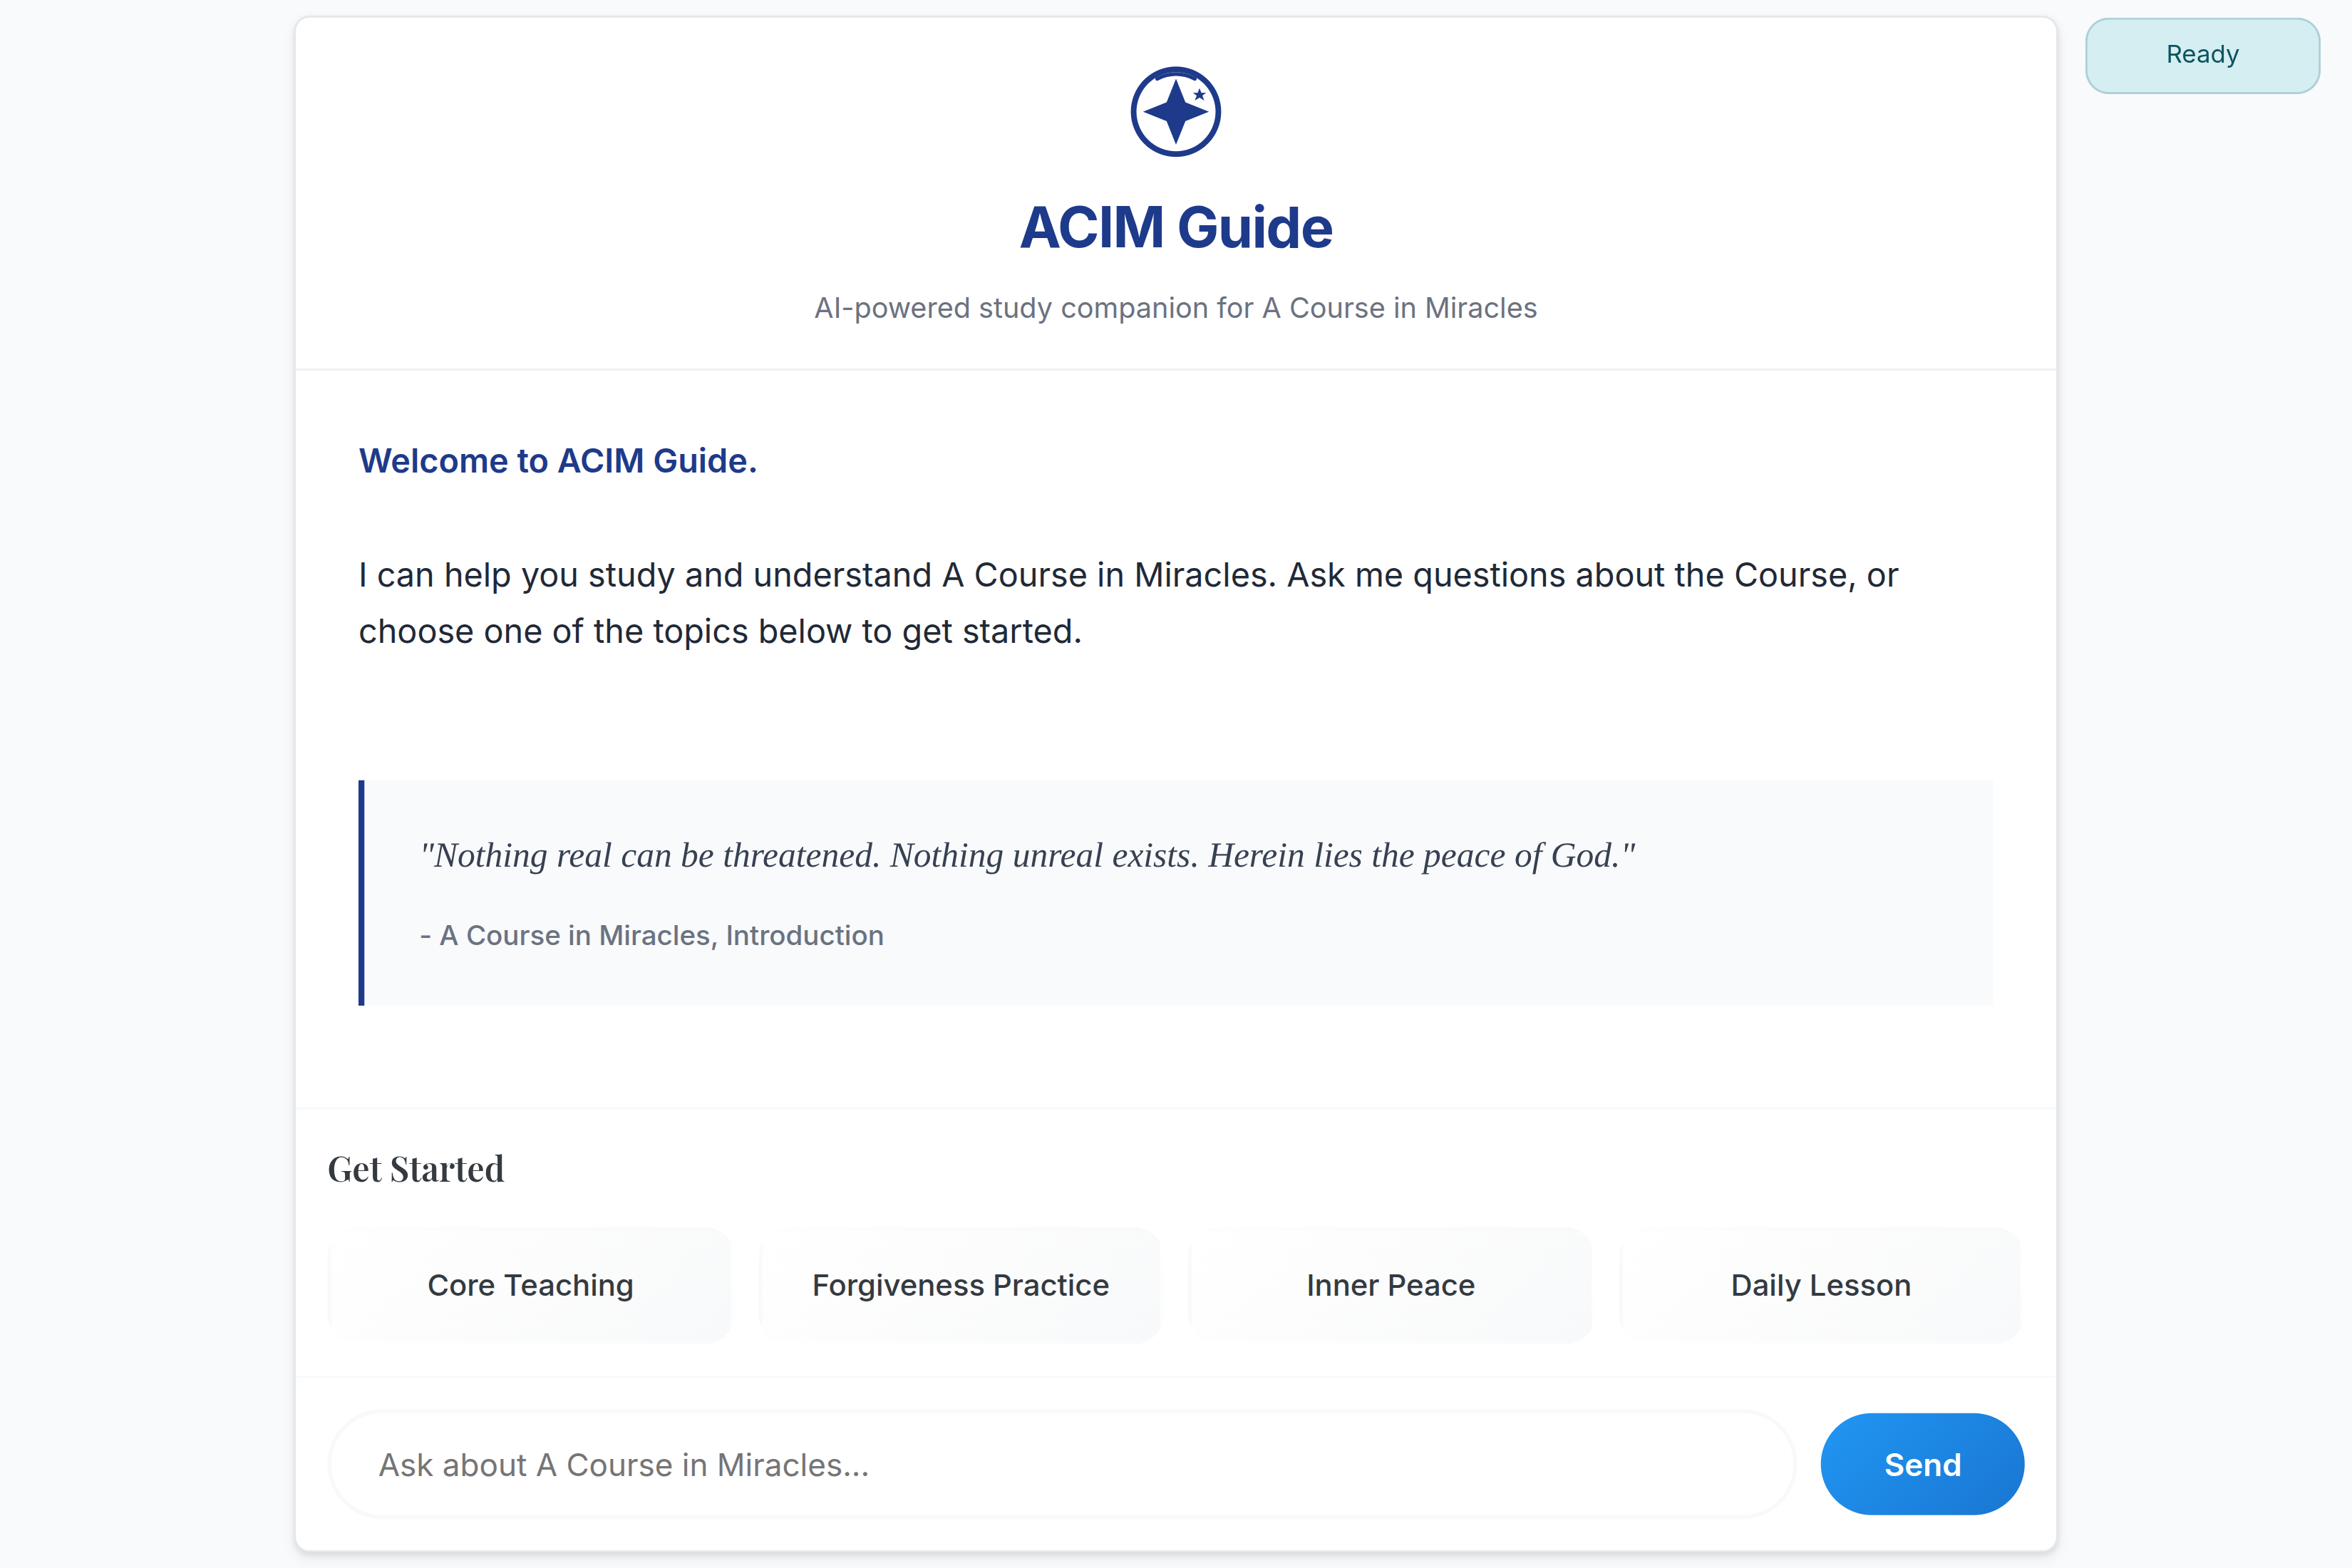 Ready
ACIM Guide
AI-powered study companion for A Course in Miracles
Welcome to ACIM Guide.
I can help you study and understand A Course in Miracles. Ask me questions about the Course, or
choose one of the topics below to get started.
"Nothing real can be threatened. Nothing unreal exists. Herein lies the peace of God."
- A Course in Miracles, Introduction
Get Started
Core Teaching
Forgiveness Practice
Inner Peace
Daily Lesson
Ask about A Course in Miracles...
Send